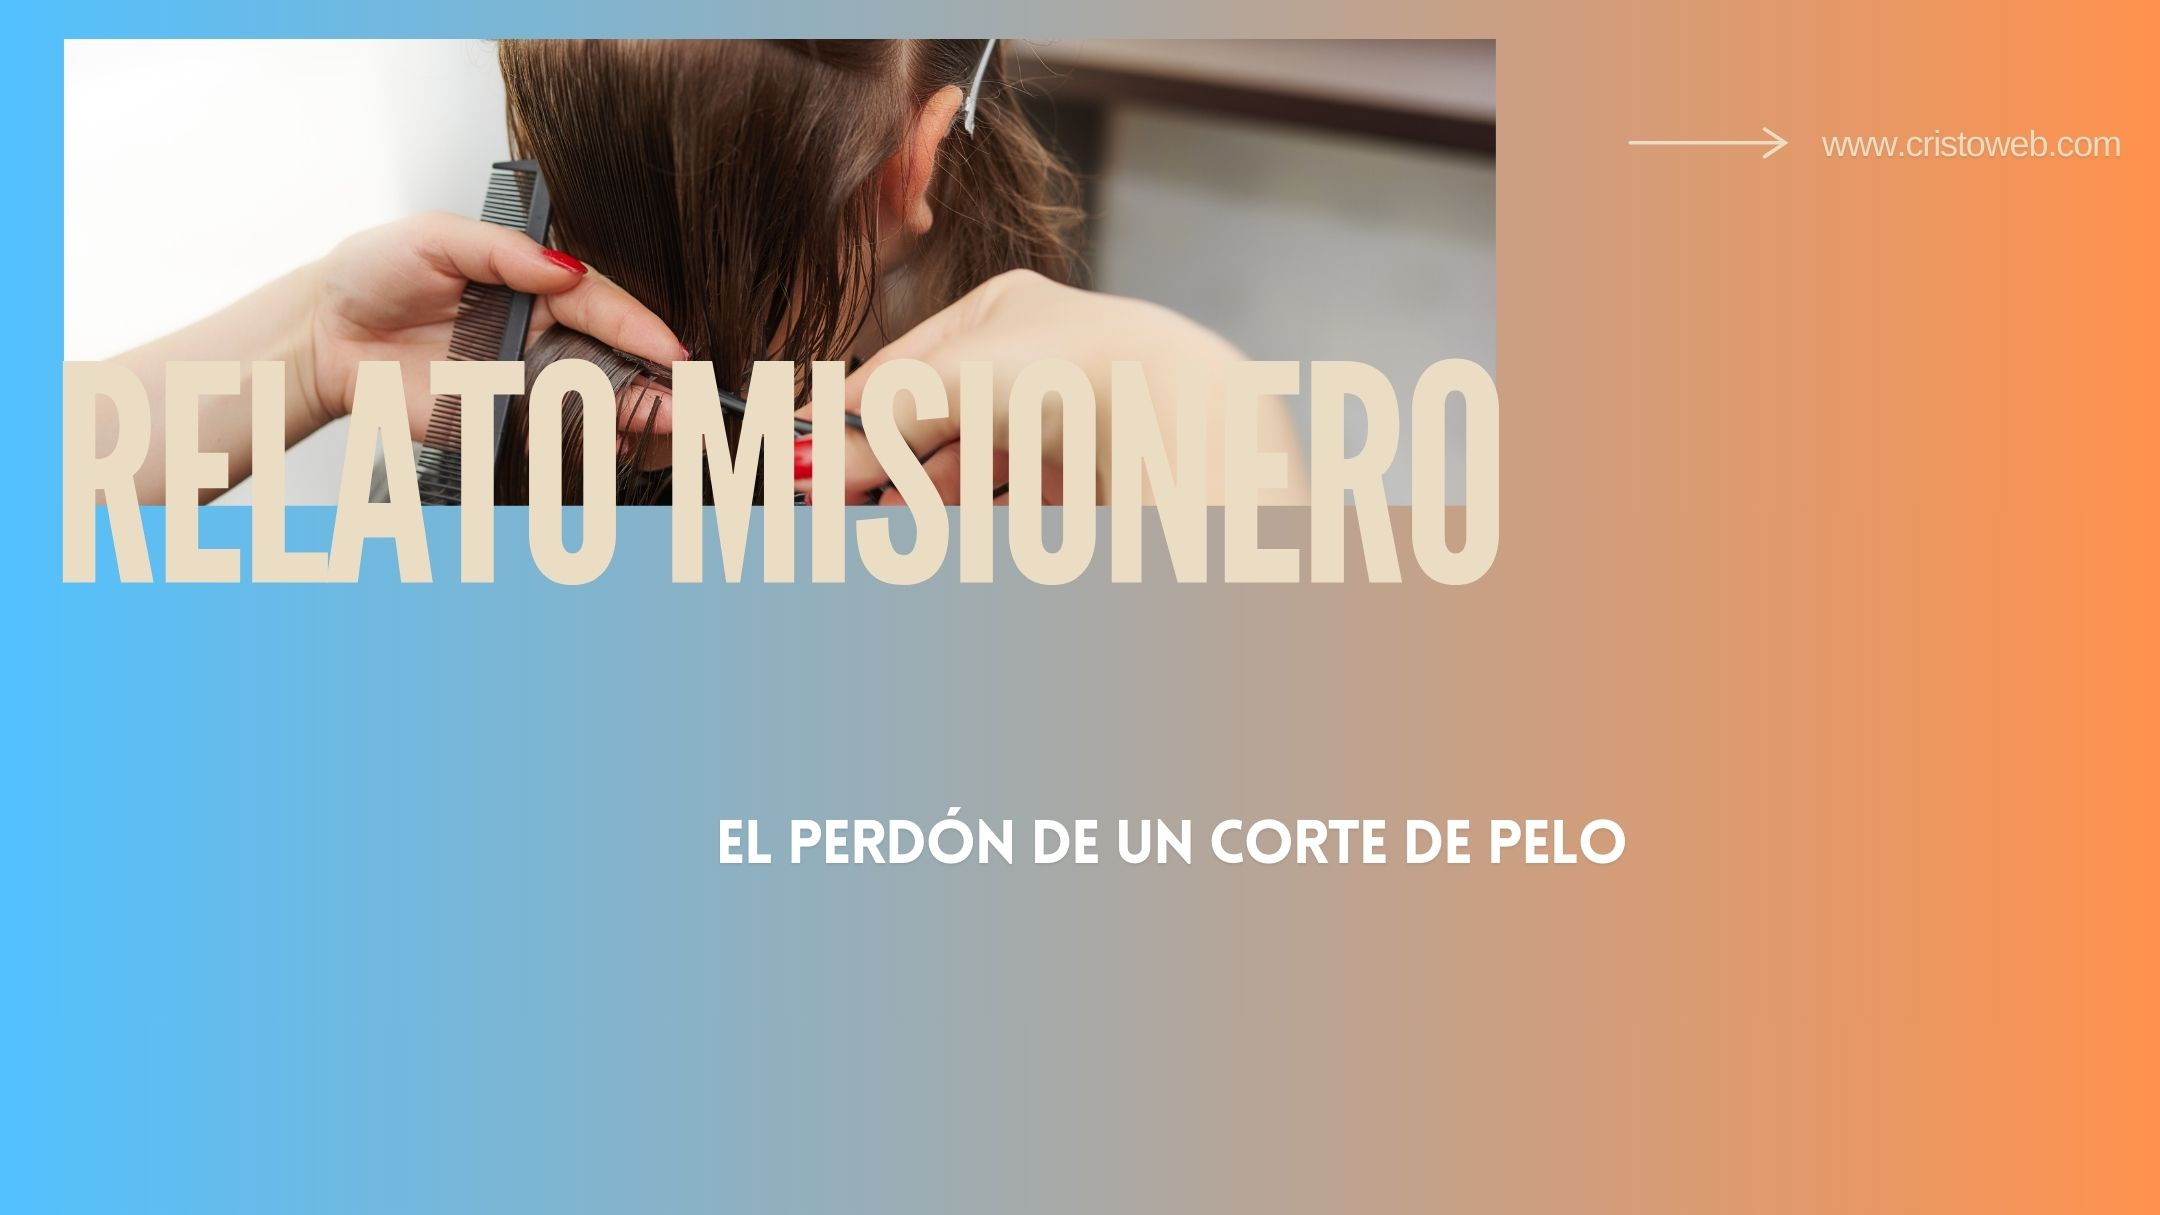 www.cristoweb.com
RELATO MISIONERO
EL PERDÓN DE UN CORTE DE PELO